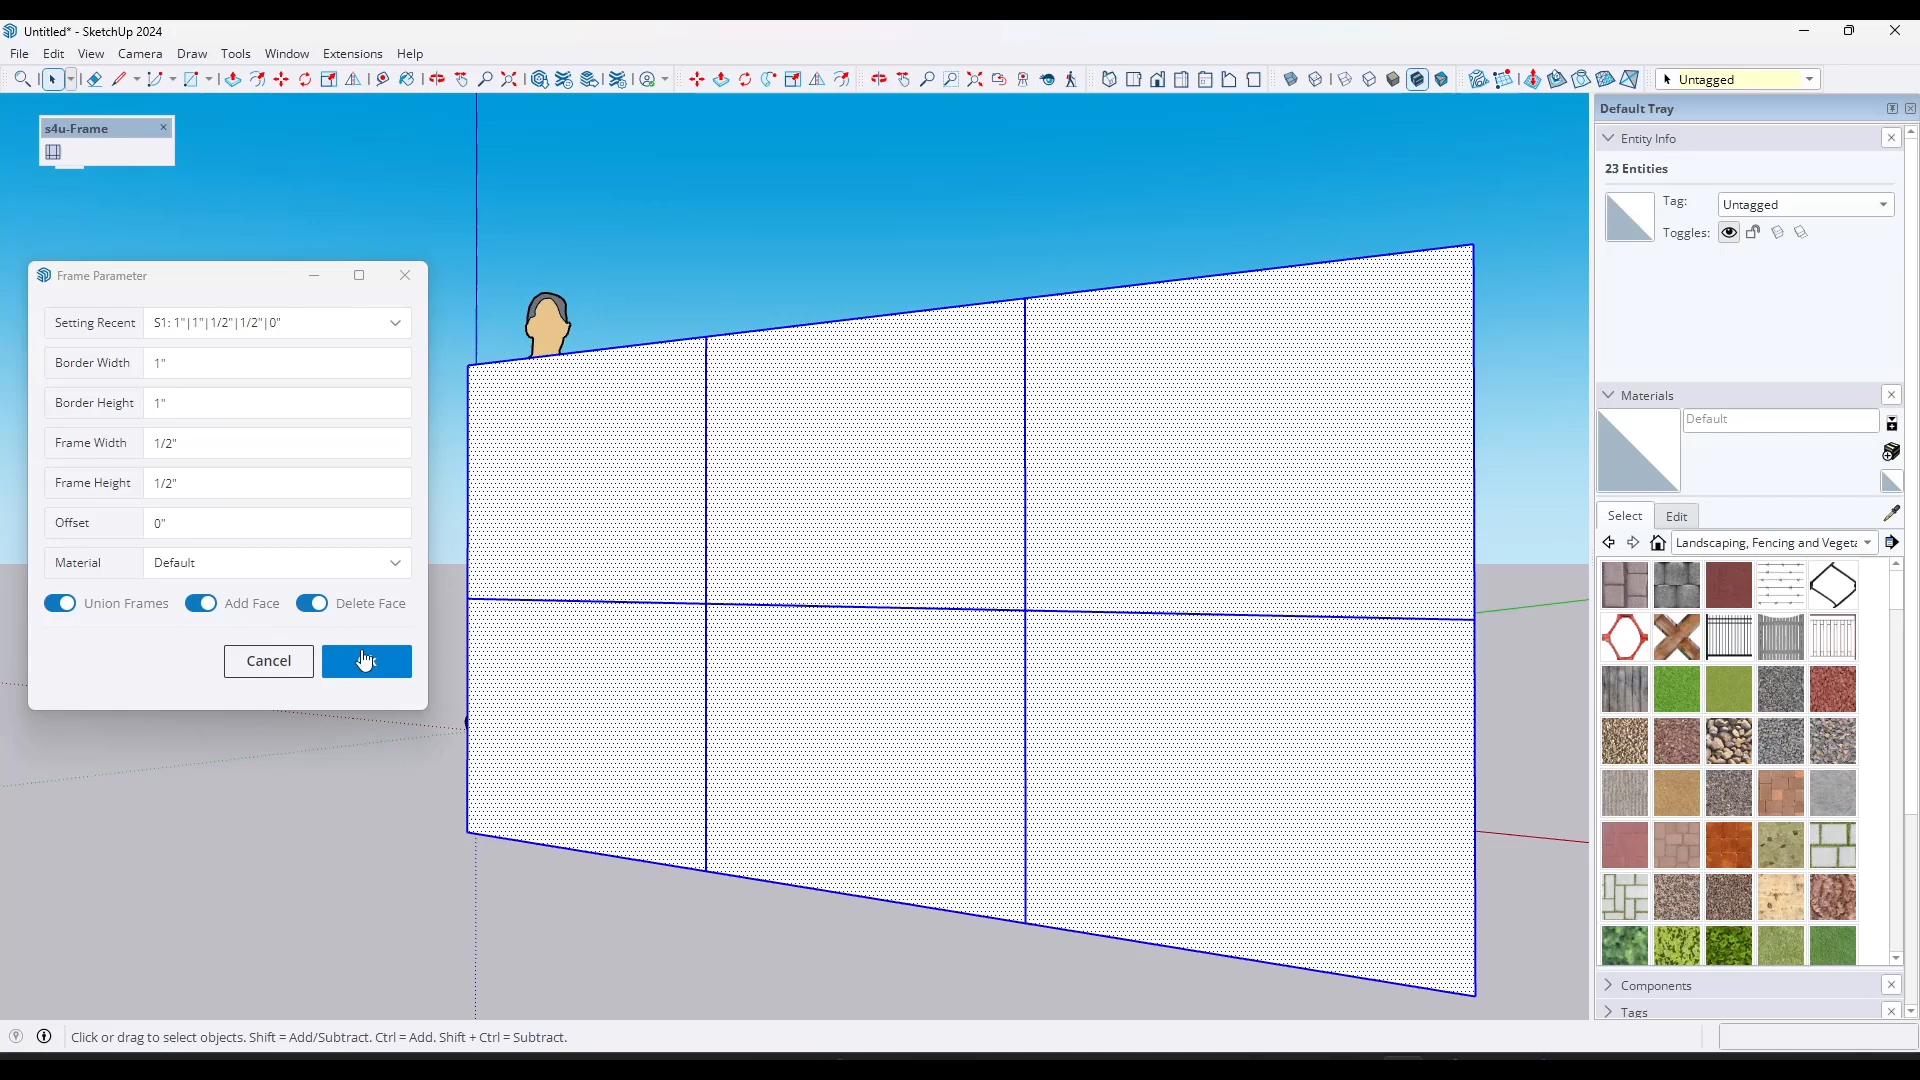 Untitled* - SketchUp 2024
File Edit View Camera Draw Tools Window Extensions Help
Untagged
s4u-Frame
Default Tray
Entity Info
23 Entities
Tag: Untagged
Toggles:
Frame Parameter
Setting Recent S1: 1"|1"|1/2"|1/2"|0"
Border Width 1"
Border Height 1"
Frame Width 1/2"
Frame Height 1/2"
Offset 0"
Material Default
Union Frames Add Face Delete Face
Cancel
Materials
Default
Select Edit
Landscaping, Fencing and Vegeta
Components
Tags
Click or drag to select objects. Shift = Add/Subtract. Ctrl = Add. Shift + Ctrl = Subtract.